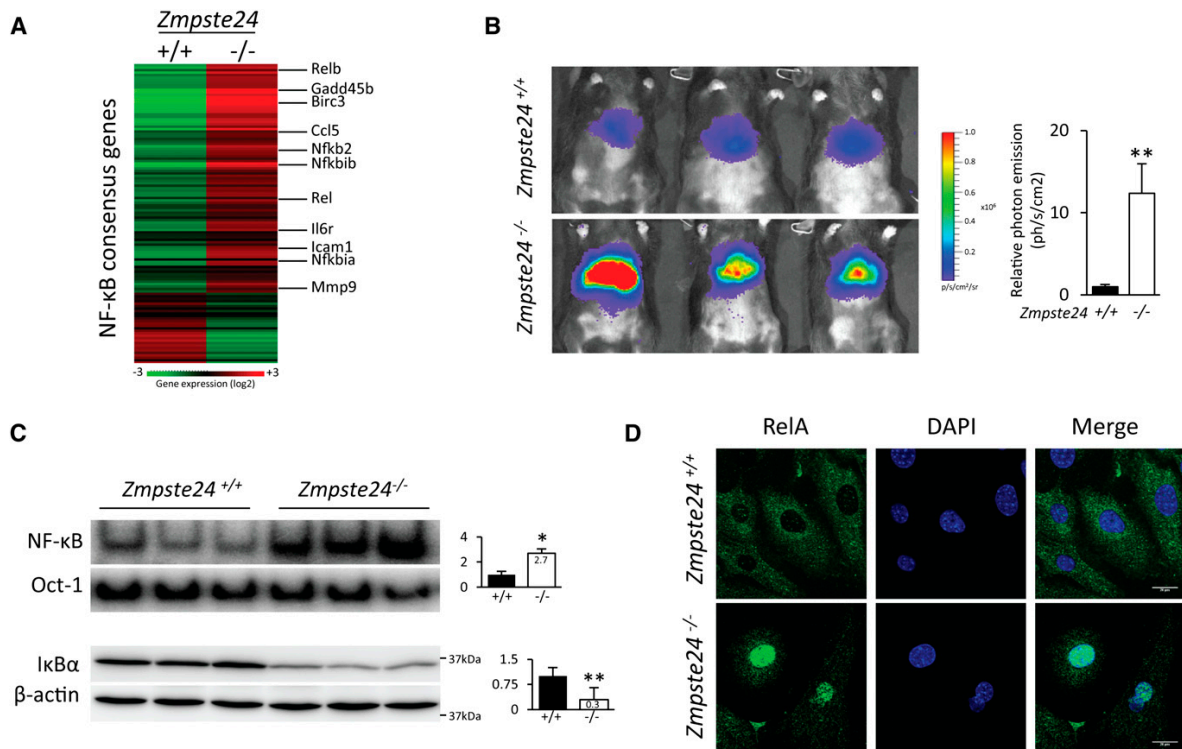 A
Zmpste24
+/+ -/-
NF-κB consensus genes
Relb
Gadd45b
Birc3
Ccl5
Nfkb2
Nfkbib
Rel
Il6r
Icam1
Nfkbia
Mmp9
-3 +3
Gene expression (log2)
B
Zmpste24 +/+
Zmpste24 -/-
1.0
0.8
0.6
x10⁶
0.4
0.2
p/s/cm²/sr
Relative photon emission
(ph/s/cm2)
20
10
0
**
Zmpste24 +/+ -/-
C
Zmpste24 +/+ Zmpste24-/-
NF-κB
Oct-1
4
2
0
*
2.7
+/+ -/-
IκBα
β-actin
37kDa
37kDa
1.5
0.75
0
**
0.3
+/+ -/-
D
RelA DAPI Merge
Zmpste24 +/+
Zmpste24 -/-